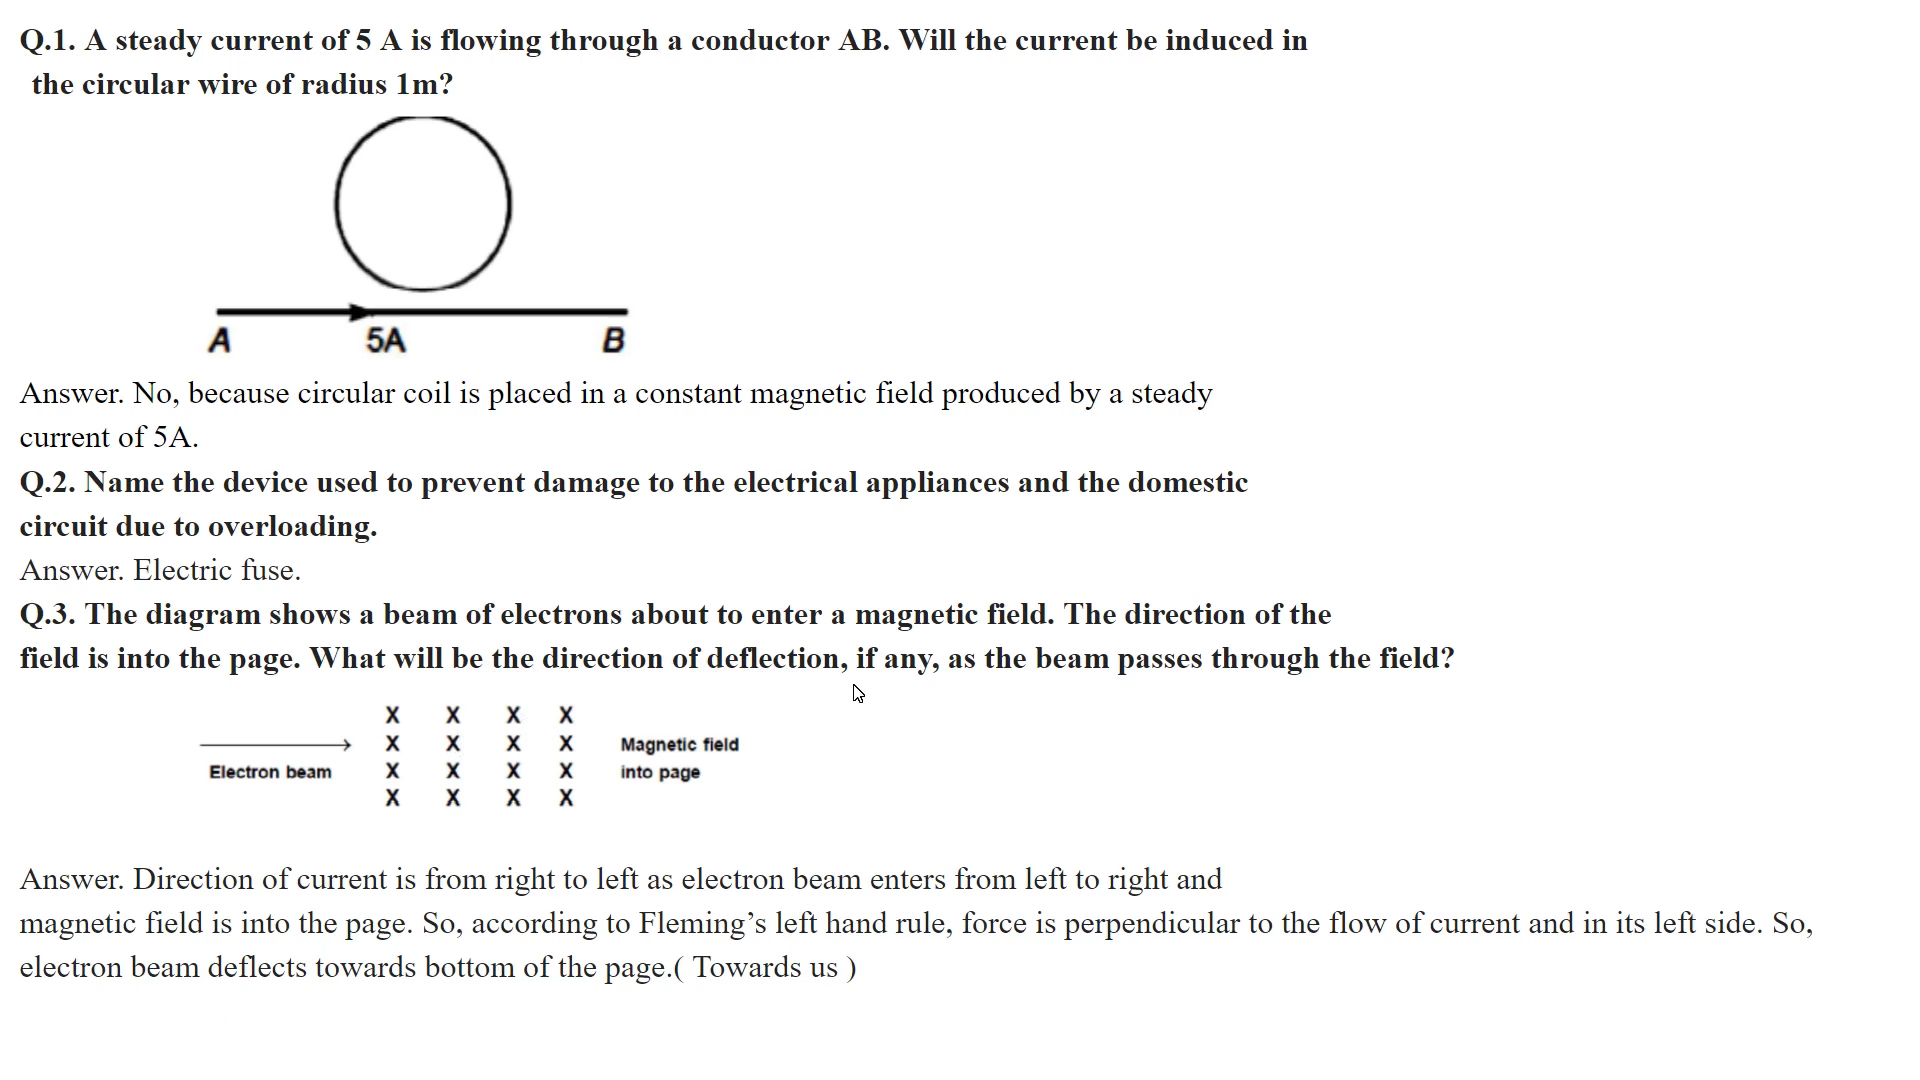 Q.1. A steady current of 5 A is flowing through a conductor AB. Will the current be induced in
the circular wire of radius 1m?
A 5A B
Answer. No, because circular coil is placed in a constant magnetic field produced by a steady
current of 5A.
Q.2. Name the device used to prevent damage to the electrical appliances and the domestic
circuit due to overloading.
Answer. Electric fuse.
Q.3. The diagram shows a beam of electrons about to enter a magnetic field. The direction of the
field is into the page. What will be the direction of deflection, if any, as the beam passes through the field?
X X X X
X X X X Magnetic field
Electron beam X X X X into page
X X X X
Answer. Direction of current is from right to left as electron beam enters from left to right and
magnetic field is into the page. So, according to Fleming’s left hand rule, force is perpendicular to the flow of current and in its left side. So,
electron beam deflects towards bottom of the page.( Towards us )